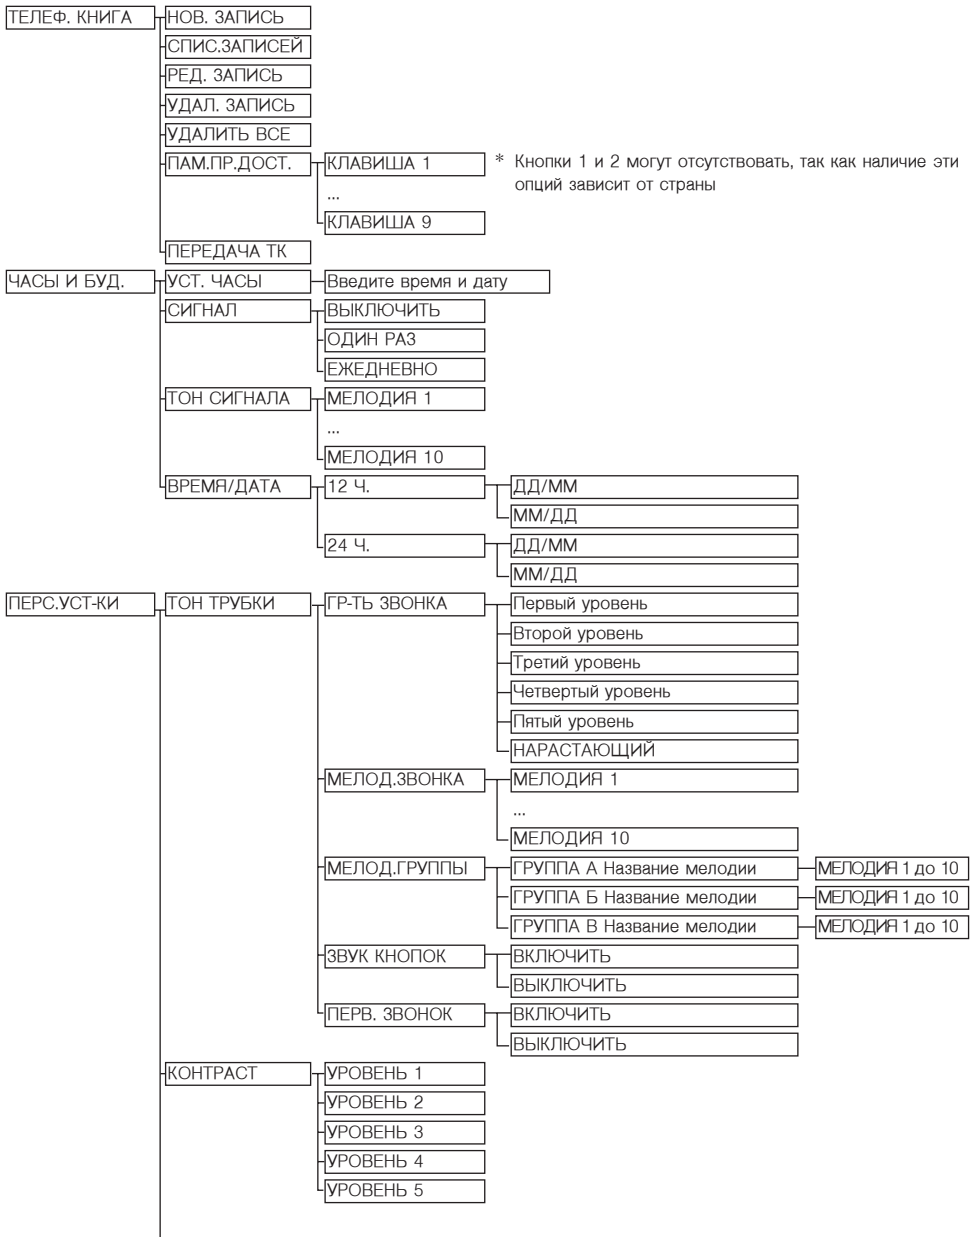 ТЕЛЕФ. КНИГА НОВ. ЗАПИСЬ
СПИС.ЗАПИСЕЙ
РЕД. ЗАПИСЬ
УДАЛ. ЗАПИСЬ
УДАЛИТЬ ВСЕ
ПАМ.ПР.ДОСТ. КЛАВИША 1 * Кнопки 1 и 2 могут отсутствовать, так как наличие эти
... опций зависит от страны
КЛАВИША 9
ПЕРЕДАЧА ТК
ЧАСЫ И БУД. УСТ. ЧАСЫ Введите время и дату
СИГНАЛ ВЫКЛЮЧИТЬ
ОДИН РАЗ
ЕЖЕДНЕВНО
ТОН СИГНАЛА МЕЛОДИЯ 1
...
МЕЛОДИЯ 10
ВРЕМЯ/ДАТА 12 Ч. ДД/ММ
ММ/ДД
24 Ч. ДД/ММ
ММ/ДД
ПЕРС.УСТ-КИ ТОН ТРУБКИ ГР-ТЬ ЗВОНКА Первый уровень
Второй уровень
Третий уровень
Четвертый уровень
Пятый уровень
НАРАСТАЮЩИЙ
МЕЛОД.ЗВОНКА МЕЛОДИЯ 1
...
МЕЛОДИЯ 10
МЕЛОД.ГРУППЫ ГРУППА А Название мелодии МЕЛОДИЯ 1 до 10
ГРУППА Б Название мелодии МЕЛОДИЯ 1 до 10
ГРУППА В Название мелодии МЕЛОДИЯ 1 до 10
ЗВУК КНОПОК ВКЛЮЧИТЬ
ВЫКЛЮЧИТЬ
ПЕРВ. ЗВОНОК ВКЛЮЧИТЬ
ВЫКЛЮЧИТЬ
КОНТРАСТ УРОВЕНЬ 1
УРОВЕНЬ 2
УРОВЕНЬ 3
УРОВЕНЬ 4
УРОВЕНЬ 5